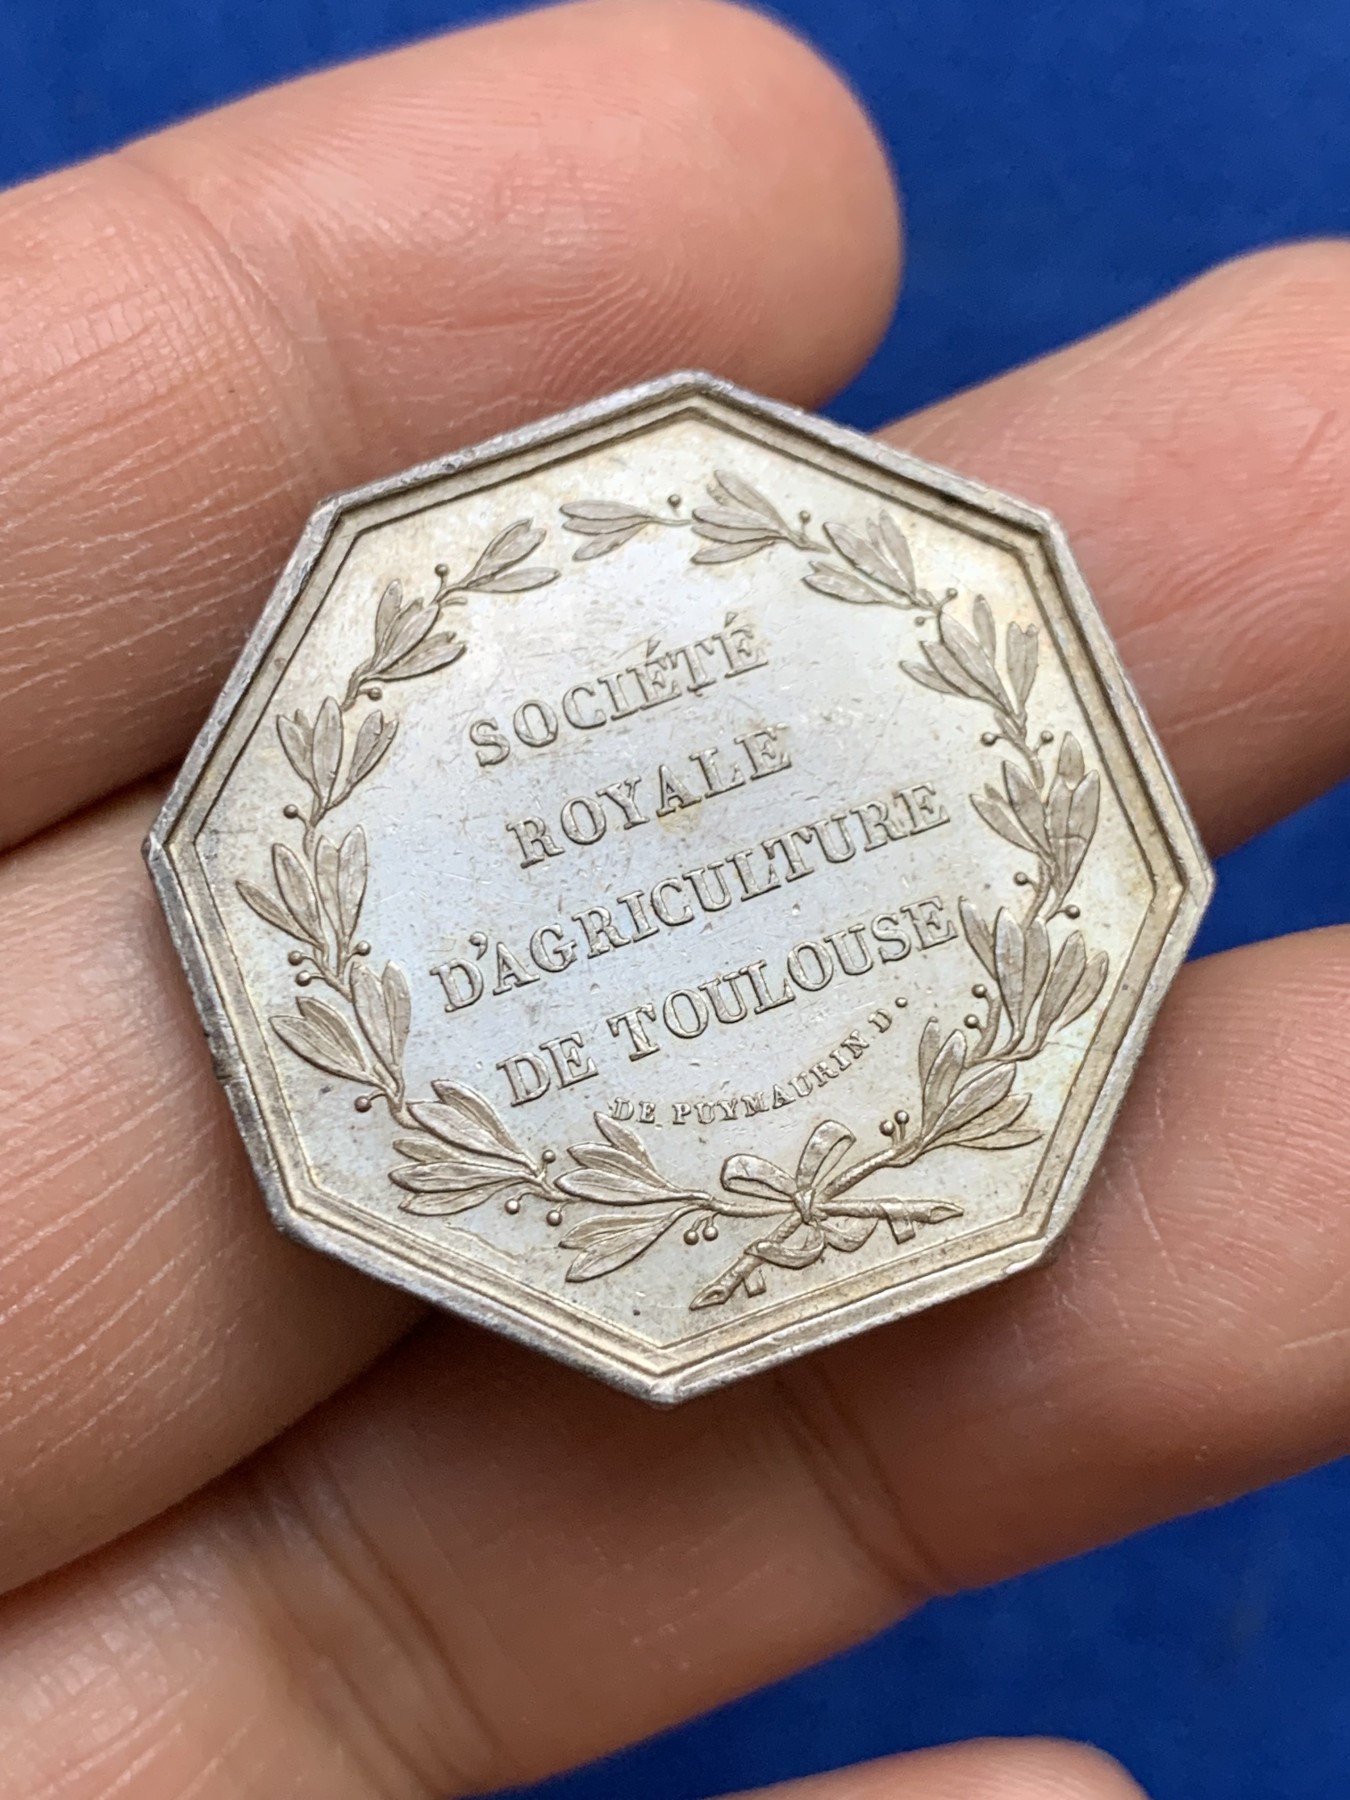 SOCIÉTÉ
ROYALE
D'AGRICULTURE
DE TOULOUSE
DE PUYMAURIN D.